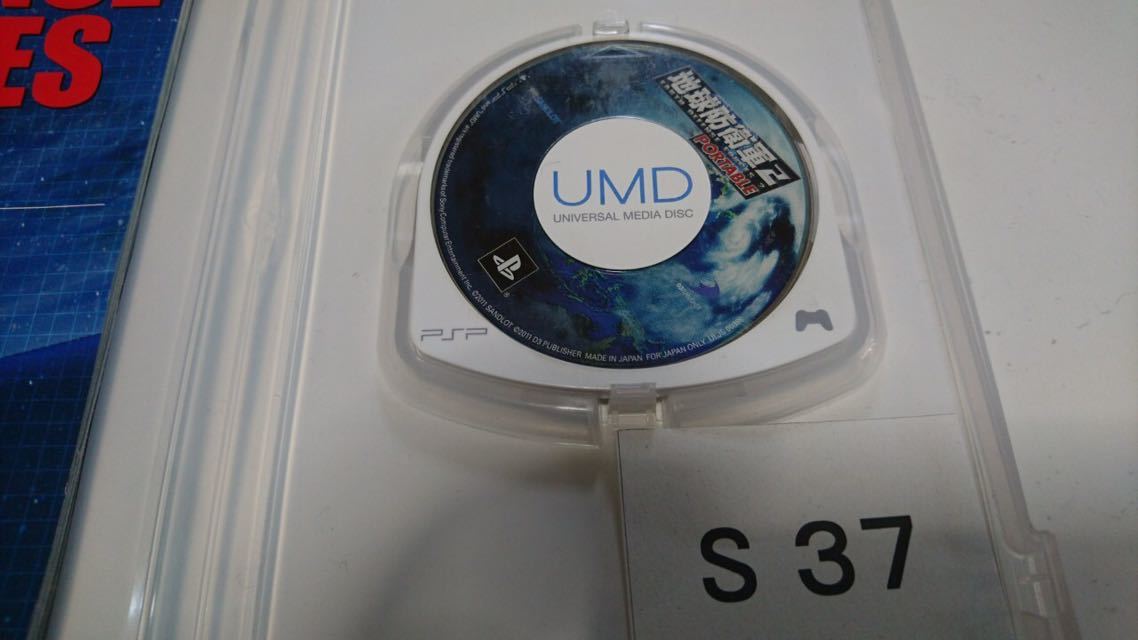 ES
地球防衛軍2
PORTABLE
UMD
UNIVERSAL MEDIA DISC
PSP
©2011 SANDLOT ©2011 D3 PUBLISHER MADE IN JAPAN FOR JAPAN ONLY
S 37